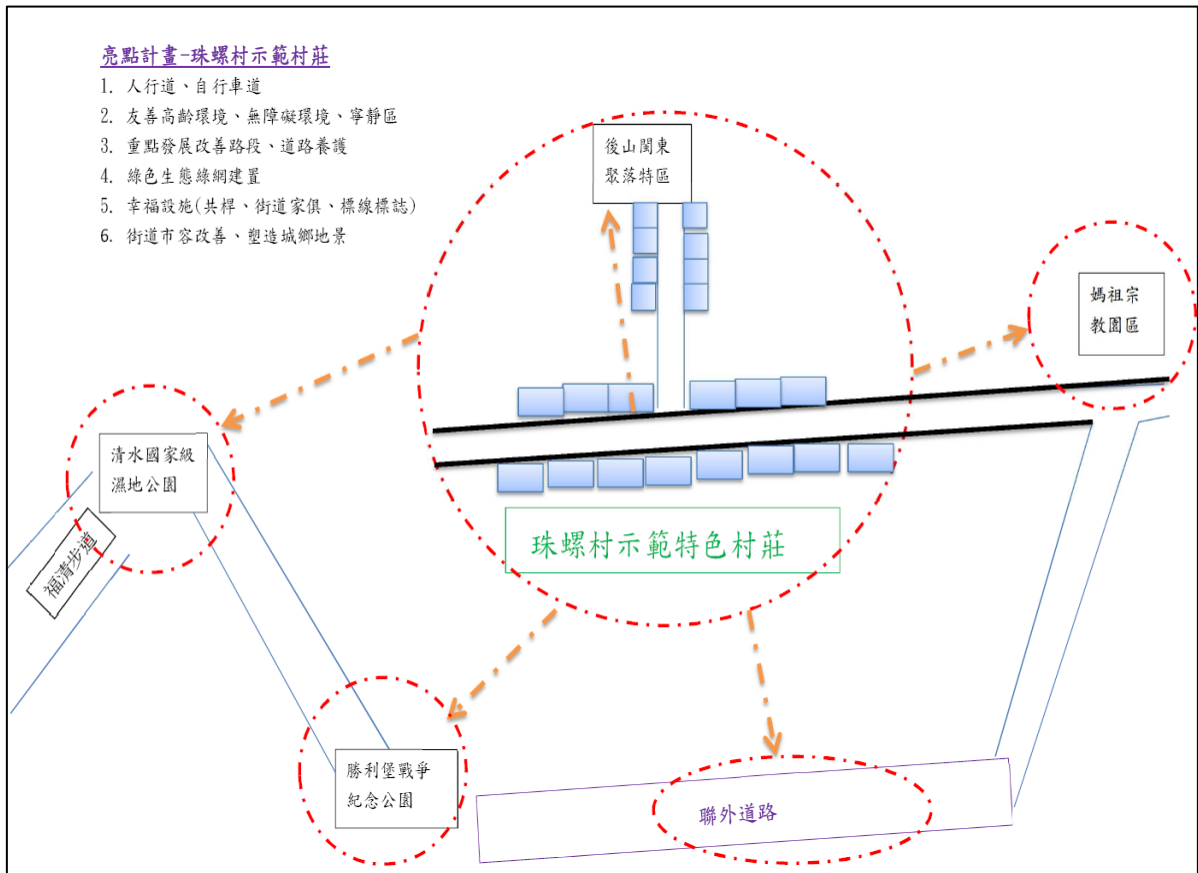 亮點計畫-珠螺村示範村莊
1. 人行道、自行車道
2. 友善高齡環境、無障礙環境、寧靜區
3. 重點發展改善路段、道路養護
4. 綠色生態綠網建置
5. 幸福設施(共桿、街道家俱、標線標誌)
6. 街道市容改善、塑造城鄉地景
後山閩東
聚落特區
媽祖宗
教園區
清水國家級
濕地公園
福清步道
珠螺村示範特色村莊
勝利堡戰爭
紀念公園
聯外道路